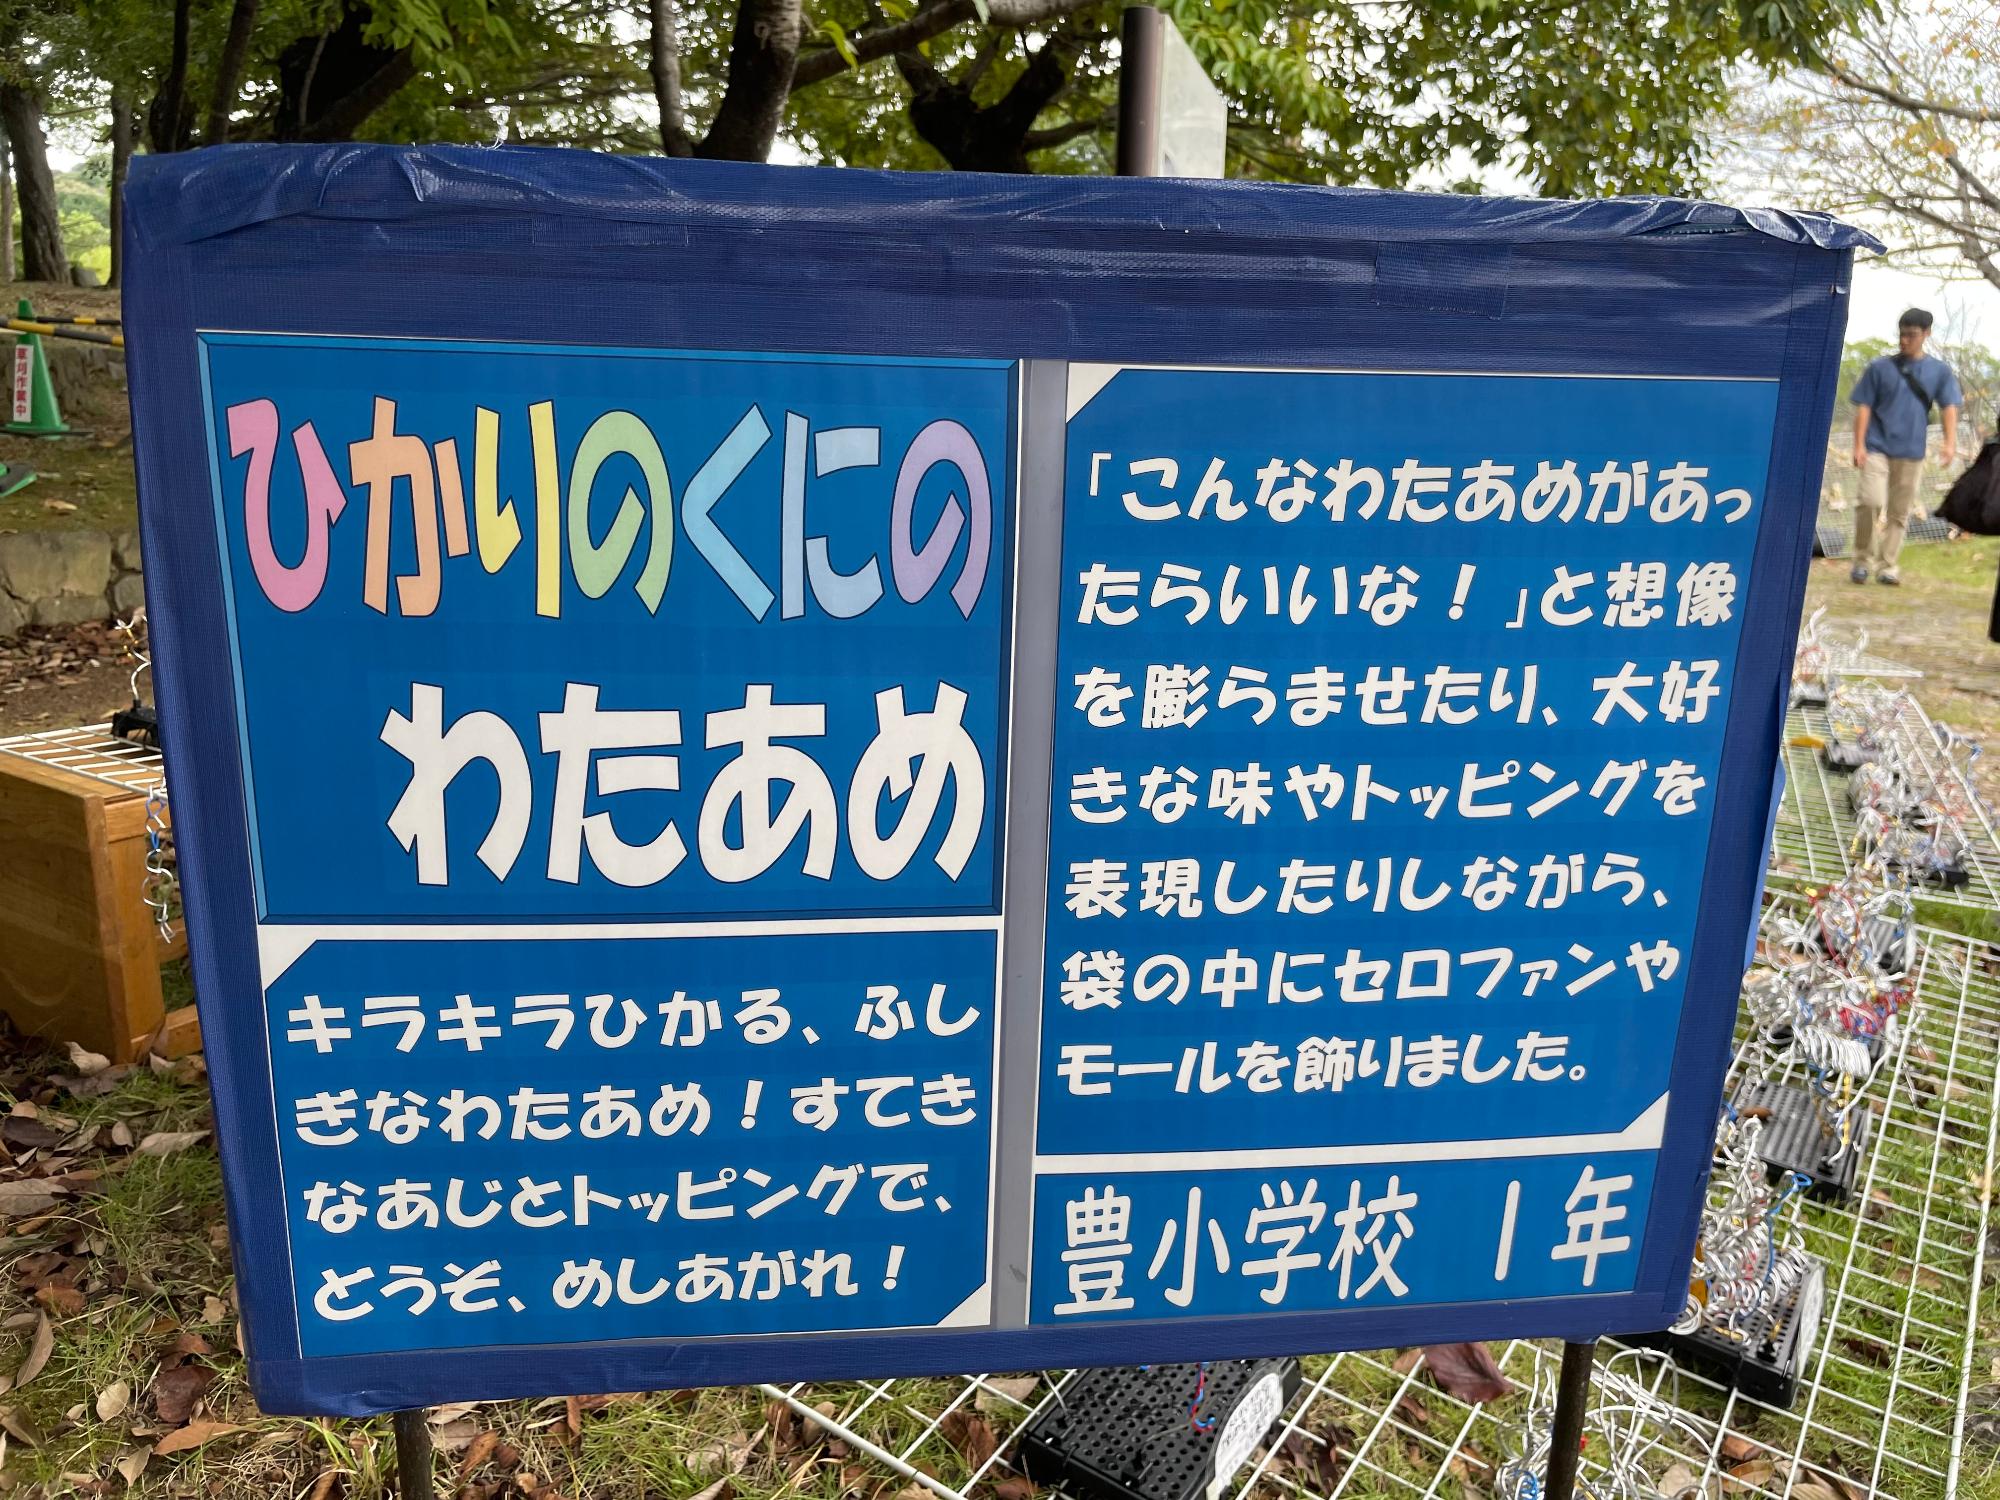 ひかりのくにの
わたあめ
キラキラひかる、ふし
ぎなわたあめ！すてき
なあじとトッピングで、
どうぞ、めしあがれ！
「こんなわたあめがあっ
たらいいな！」と想像
を膨らませたり、大好
きな味やトッピングを
表現したりしながら、
袋の中にセロファンや
モールを飾りました。
豊小学校 1年
草刈作業中